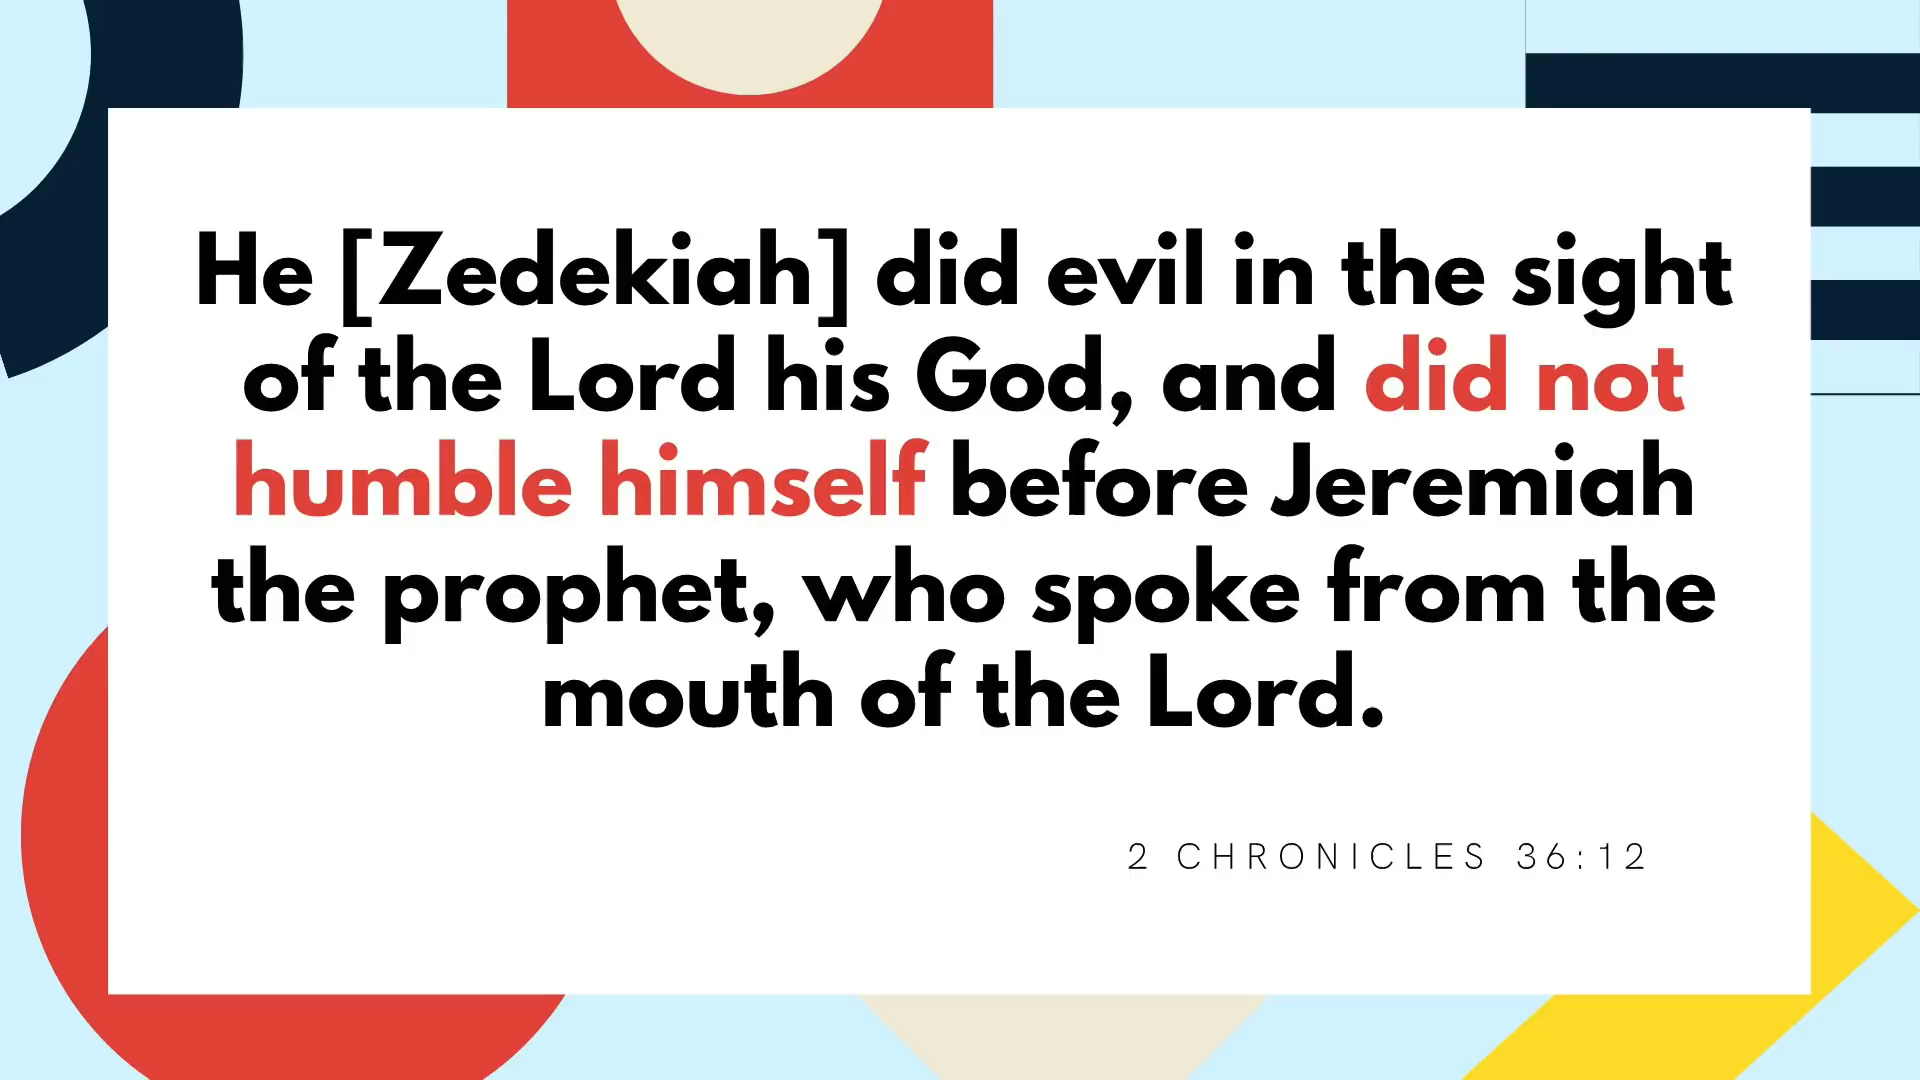 He [Zedekiah] did evil in the sight
of the Lord his God, and did not
humble himself before Jeremiah
the prophet, who spoke from the
mouth of the Lord.
2 CHRONICLES 36:12